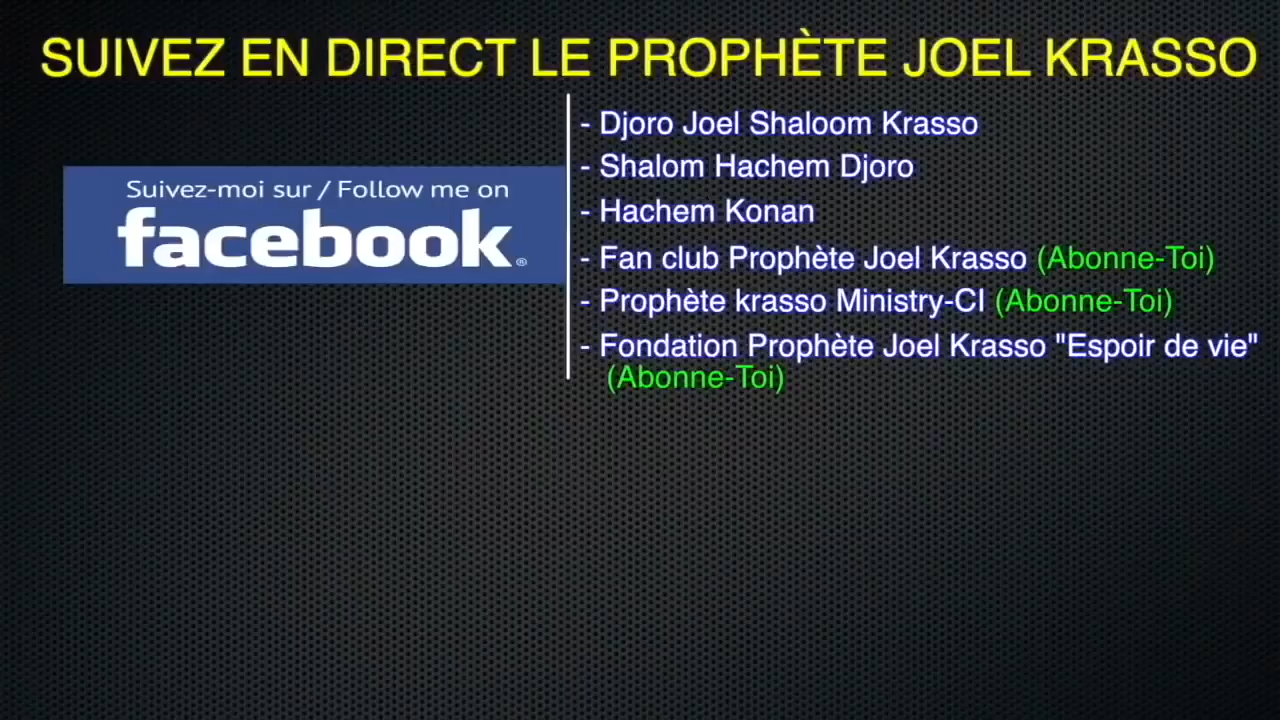 SUIVEZ EN DIRECT LE PROPHÈTE JOEL KRASSO
Suivez-moi sur / Follow me on
facebook®
- Djoro Joel Shaloom Krasso
- Shalom Hachem Djoro
- Hachem Konan
- Fan club Prophète Joel Krasso (Abonne-Toi)
- Prophète krasso Ministry-CI (Abonne-Toi)
- Fondation Prophète Joel Krasso "Espoir de vie"
(Abonne-Toi)